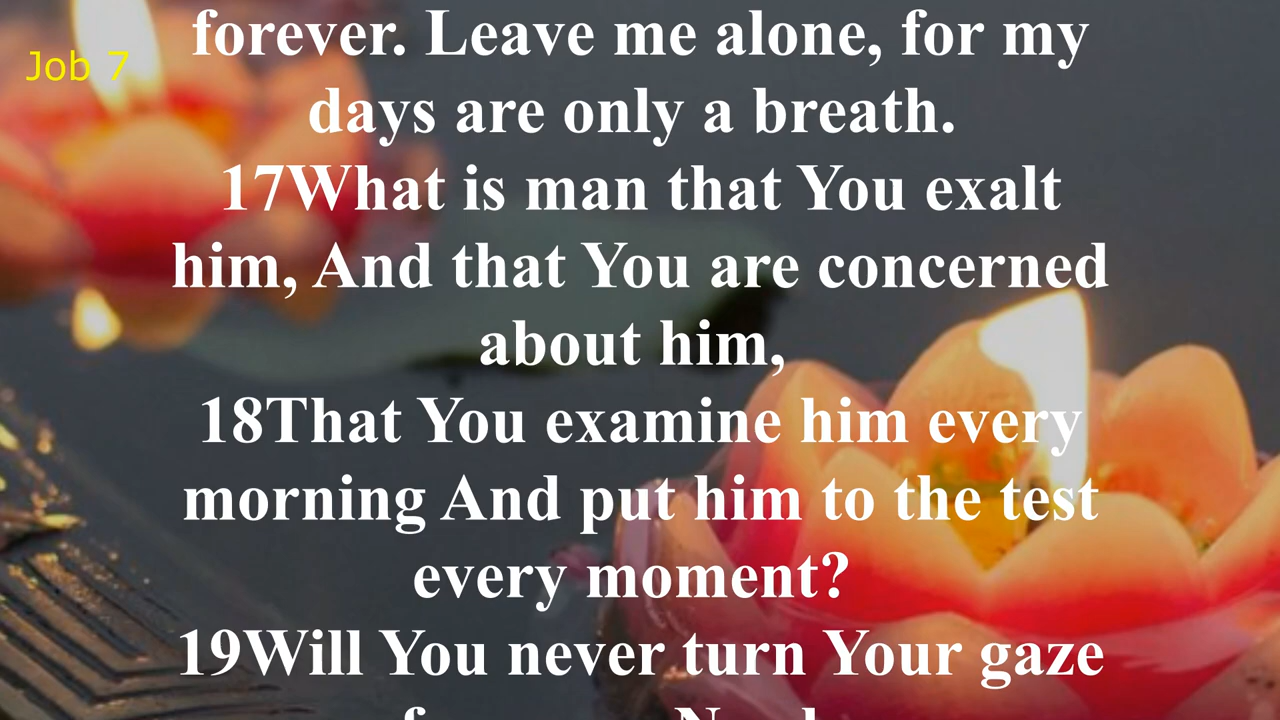 Job 7
forever. Leave me alone, for my
days are only a breath.
17What is man that You exalt
him, And that You are concerned
about him,
18That You examine him every
morning And put him to the test
every moment?
19Will You never turn Your gaze